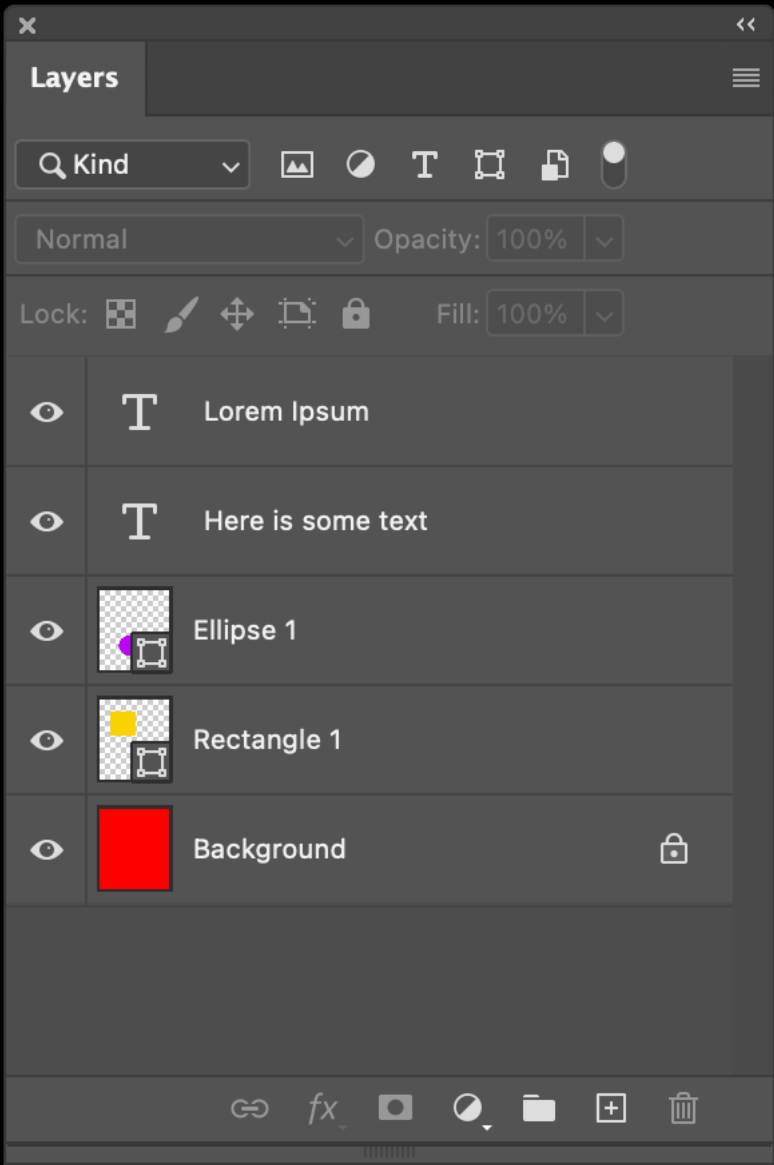 Layers
Kind
Normal Opacity: 100%
Lock: Fill: 100%
Lorem Ipsum
Here is some text
Ellipse 1
Rectangle 1
Background
fx